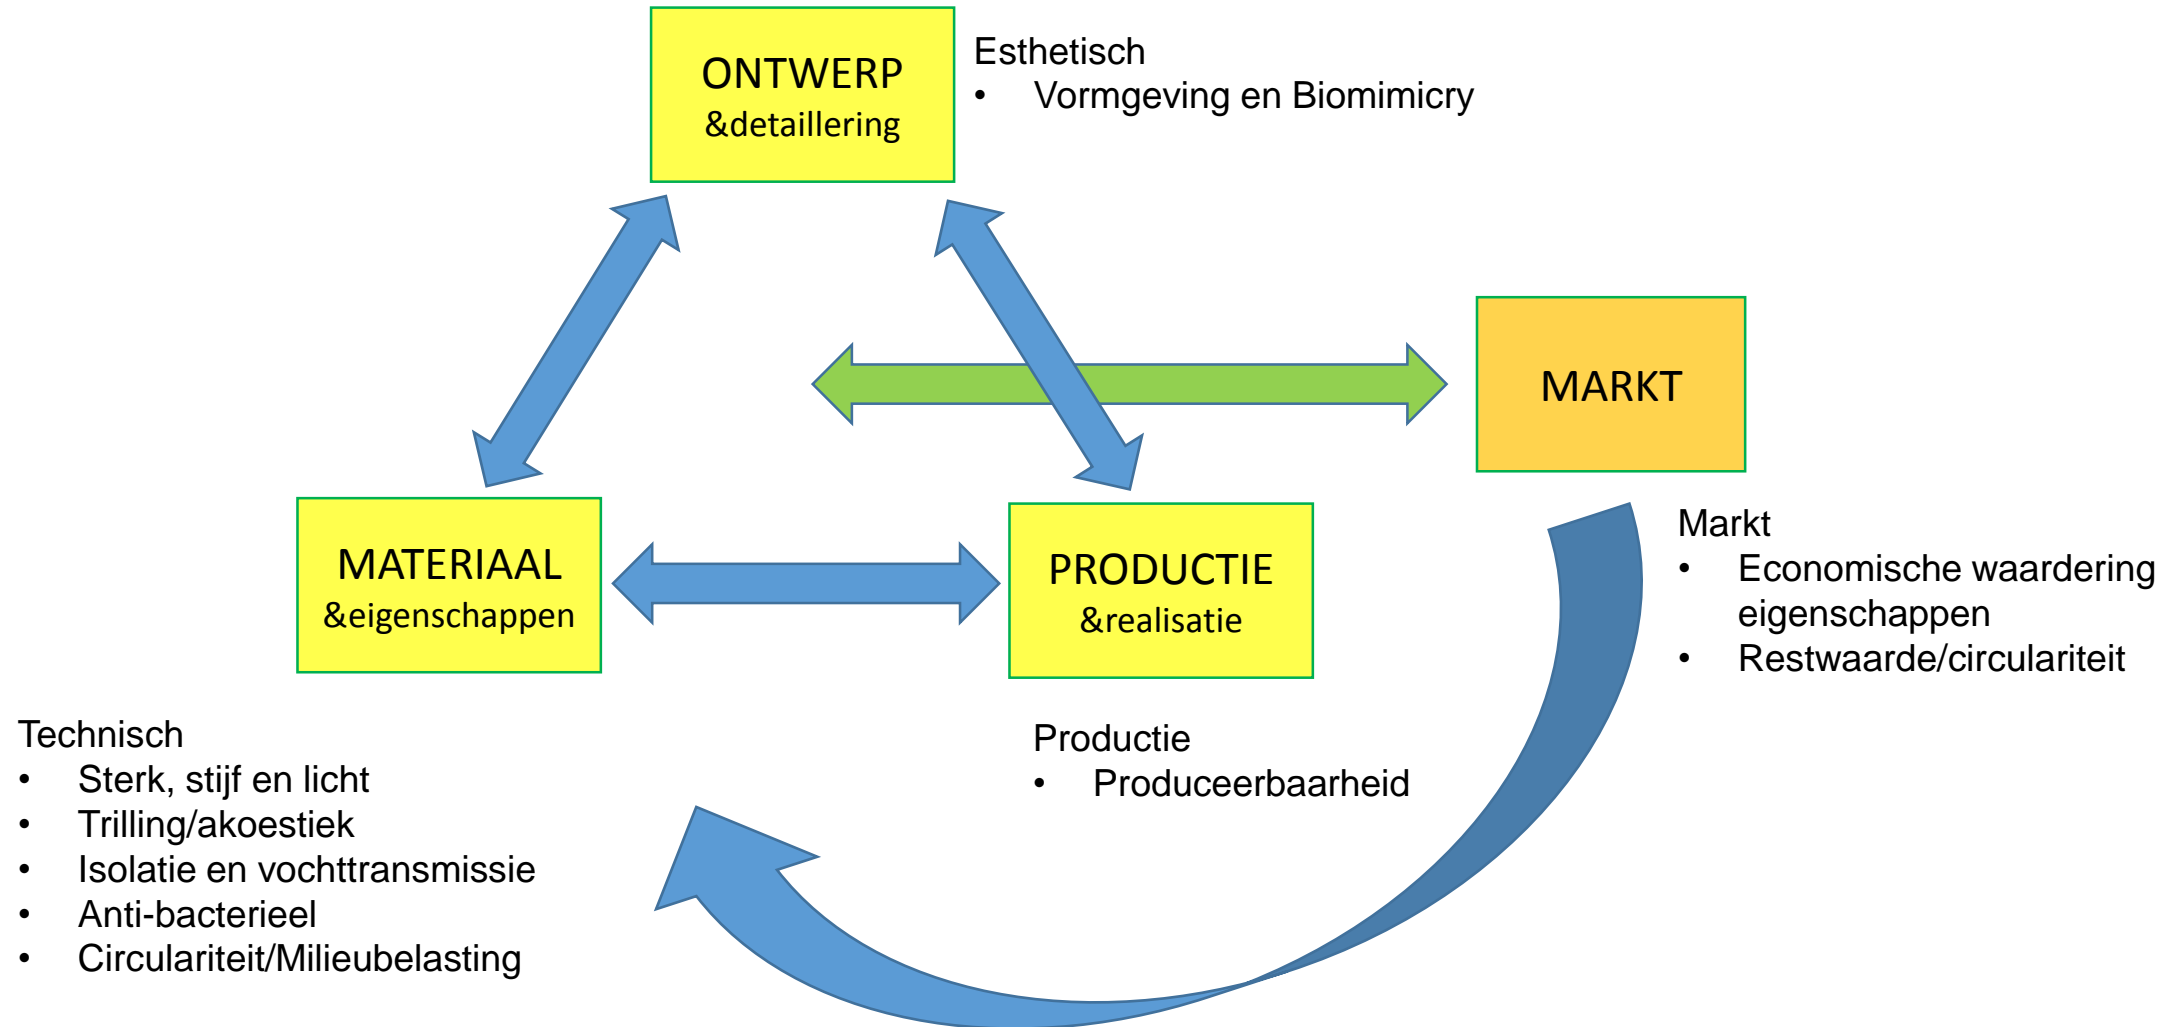 ONTWERP
&detaillering
Esthetisch
• Vormgeving en Biomimicry
MARKT
MATERIAAL
&eigenschappen
PRODUCTIE
&realisatie
Markt
• Economische waardering
eigenschappen
• Restwaarde/circulariteit
Technisch
• Sterk, stijf en licht
• Trilling/akoestiek
• Isolatie en vochttransmissie
• Anti-bacterieel
• Circulariteit/Milieubelasting
Productie
• Produceerbaarheid